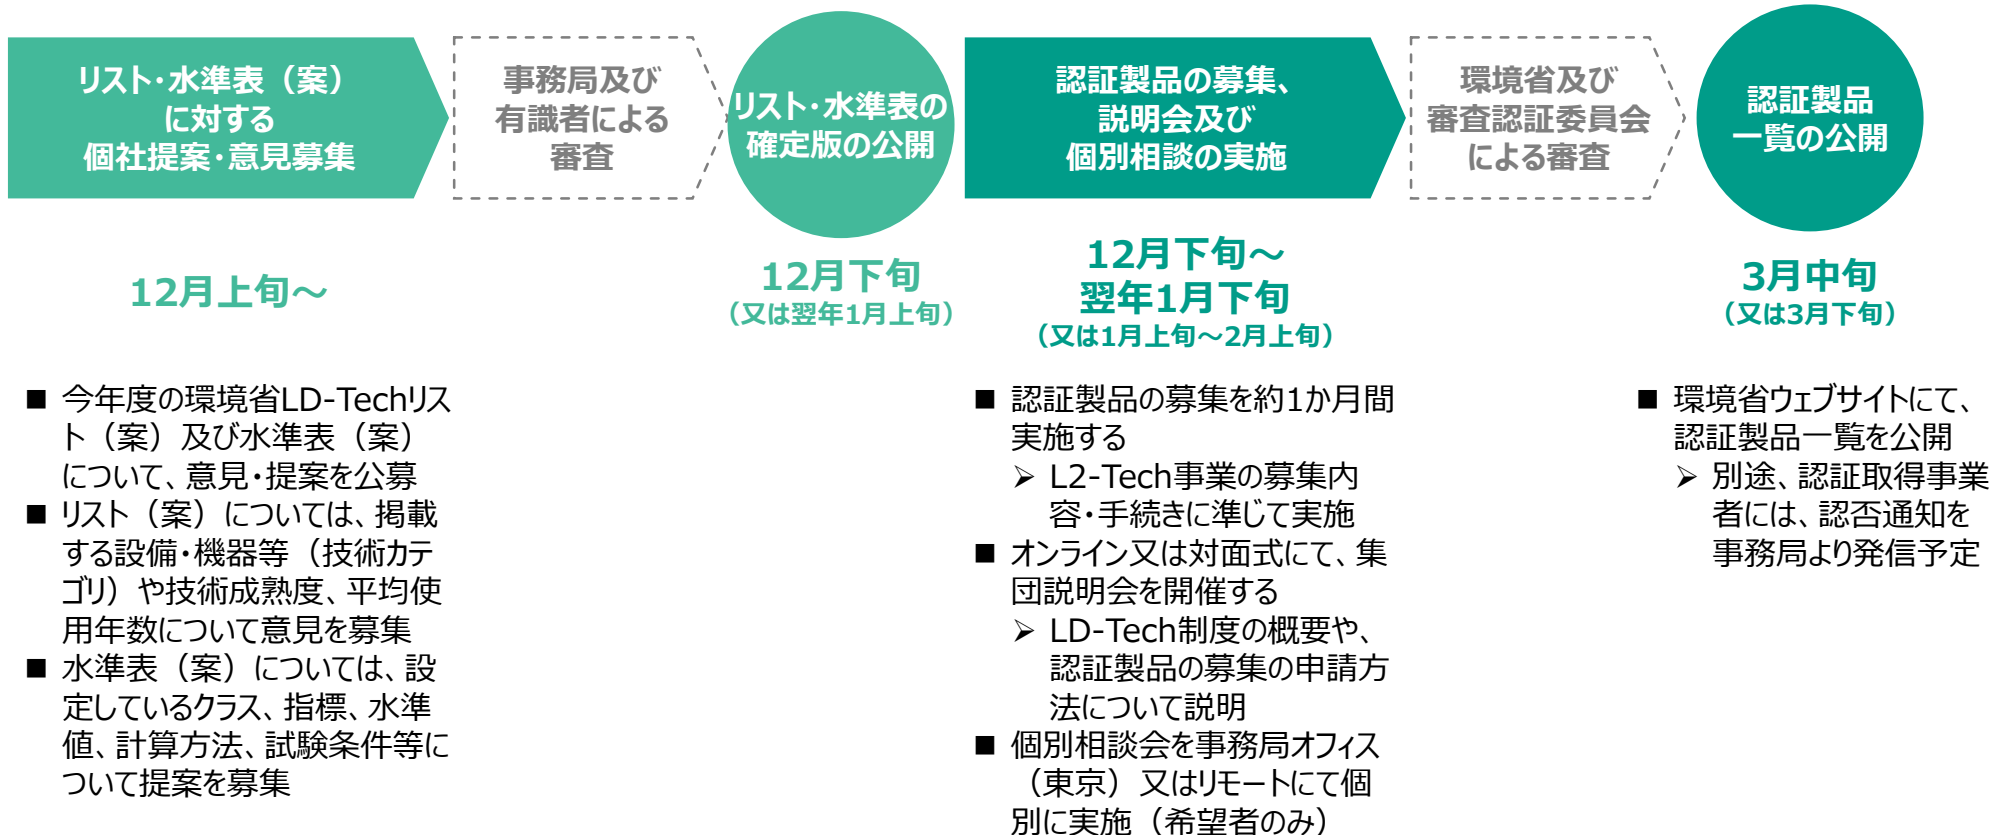 リスト・水準表（案）
に対する
個社提案・意見募集
事務局及び
有識者による
審査
リスト・水準表の
確定版の公開
認証製品の募集、
説明会及び
個別相談の実施
環境省及び
審査認証委員会
による審査
認証製品
一覧の公開
12月上旬～
12月下旬
（又は翌年1月上旬）
12月下旬～
翌年1月下旬
（又は1月上旬～2月上旬）
3月中旬
（又は3月下旬）
■ 今年度の環境省LD-Techリス
ト（案）及び水準表（案）
について、意見・提案を公募
■ リスト（案）については、掲載
する設備・機器等（技術カテ
ゴリ）や技術成熟度、平均使
用年数について意見を募集
■ 水準表（案）については、設
定しているクラス、指標、水準
値、計算方法、試験条件等に
ついて提案を募集
■ 認証製品の募集を約1か月間
実施する
➢ L2-Tech事業の募集内
容・手続きに準じて実施
■ オンライン又は対面式にて、集
団説明会を開催する
➢ LD-Tech制度の概要や、
認証製品の募集の申請方
法について説明
■ 個別相談会を事務局オフィス
（東京）又はリモートにて個
別に実施（希望者のみ）
■ 環境省ウェブサイトにて、
認証製品一覧を公開
➢ 別途、認証取得事業
者には、認否通知を
事務局より発信予定